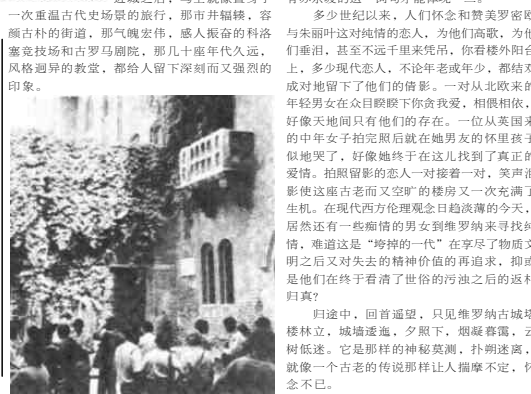 一次重温古代史场景的旅行，那市井辐辏，容
颜古朴的街道，那气魄宏伟，感人振奋的科洛
塞竞技场和古罗马剧院，那几十座年代久远，
风格迥异的教堂，都给人留下深刻而又强烈的
印象。
多少世纪以来，人们怀念和赞美罗密欧
与朱丽叶这对纯情的恋人，为他们高歌，为他
们垂泪，甚至不远千里来凭吊，你看楼外阳台
上，多少现代恋人，不论年老或年少，都结对
成对地留下了他们的倩影。一对从北欧来的
年轻男女在众目睽睽下你贪我爱，相偎相依，
好像天地间只有他们的存在。一位从英国来
的中年女子拍完照后就在她男友的怀里孩子
似地哭了，好像她终于在这儿找到了真正的
爱情。拍照留影的恋人一对接着一对，笑声泪
影使这座古老而又空旷的楼房又一次充满了
生机。在现代西方伦理观念日趋淡薄的今天，
居然还有一些痴情的男女到维罗纳来寻找纯
情，难道这是“垮掉的一代”在享尽了物质文
明之后又对失去的精神价值的再追求，抑或
是他们在终于看清了世俗的污浊之后的返朴
归真？
归途中，回首遥望，只见维罗纳古城塔
楼林立，城墙逶迤，夕照下，烟凝暮霭，云
树低迷。它是那样的神秘莫测，扑朔迷离，
就像一个古老的传说那样让人揣摩不定，怀
念不已。